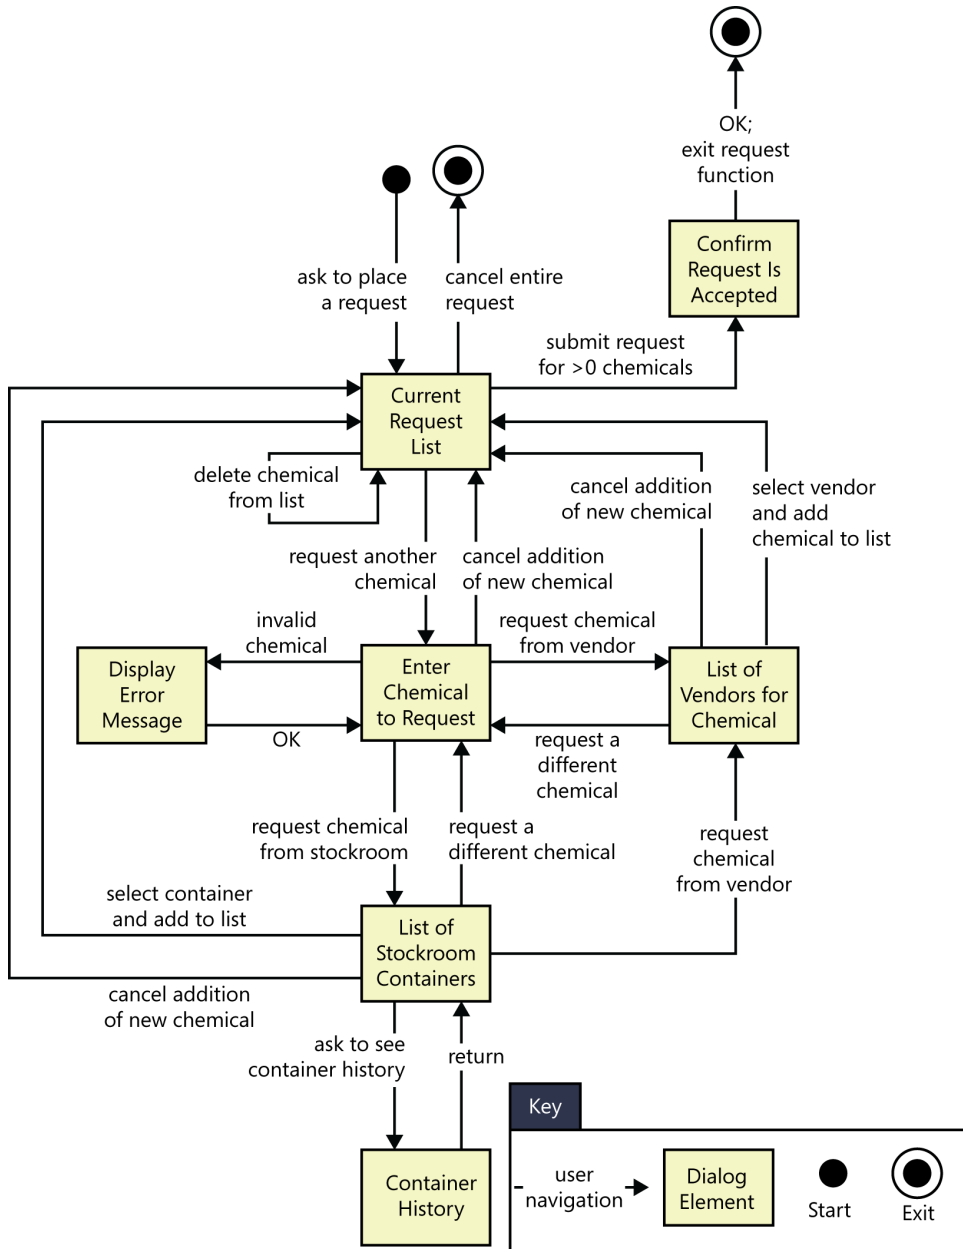 OK;
exit request
function
Confirm
Request Is
Accepted
ask to place
a request
cancel entire
request
submit request
for >0 chemicals
Current
Request
List
delete chemical
from list
cancel addition
of new chemical
select vendor
and add
chemical to list
request another
chemical
cancel addition
of new chemical
invalid
chemical
request chemical
from vendor
Display
Error
Message
Enter
Chemical
to Request
List of
Vendors for
Chemical
OK
request a
different
chemical
request chemical
from stockroom
request a
different chemical
request
chemical
from vendor
select container
and add to list
List of
Stockroom
Containers
cancel addition
of new chemical
ask to see
container history
return
Container
History
Key
user
navigation
Dialog
Element
Start
Exit